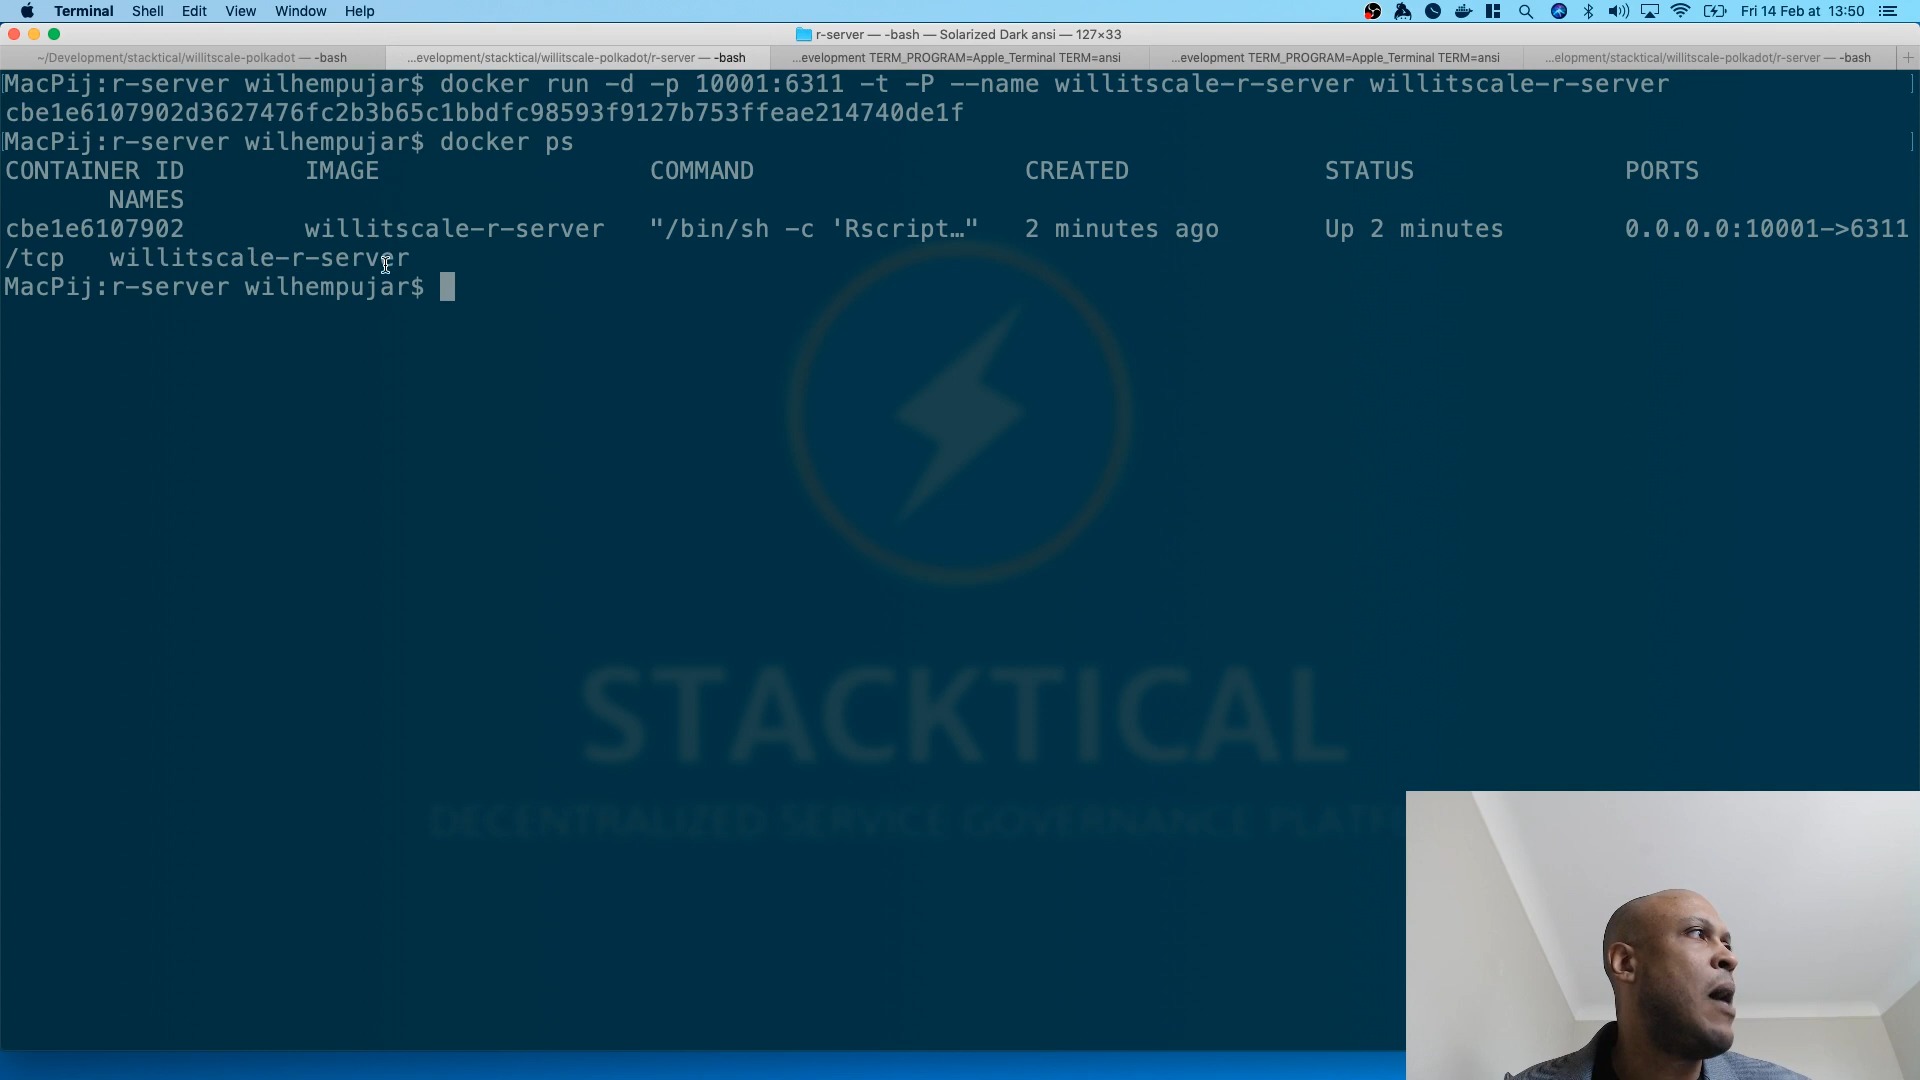 Terminal Shell Edit View Window Help Fri 14 Feb at 13:50
r-server — -bash — Solarized Dark ansi — 127×33
~/Development/stacktical/willitscale-polkadot — -bash ...evelopment/stacktical/willitscale-polkadot/r-server — -bash ...evelopment TERM_PROGRAM=Apple_Terminal TERM=ansi ...evelopment TERM_PROGRAM=Apple_Terminal TERM=ansi ...elopment/stacktical/willitscale-polkadot/r-server — -bash +
[MacPij:r-server wilhempujar$ docker run -d -p 10001:6311 -t -P --name willitscale-r-server willitscale-r-server ]
cbe1e6107902d3627476fc2b3b65c1bbdfc98593f9127b753ffeae214740de1f
[MacPij:r-server wilhempujar$ docker ps ]
CONTAINER ID IMAGE COMMAND CREATED STATUS PORTS
NAMES
cbe1e6107902 willitscale-r-server "/bin/sh -c 'Rscript…" 2 minutes ago Up 2 minutes 0.0.0.0:10001->6311
/tcp willitscale-r-server
MacPij:r-server wilhempujar$
STACKTICAL
DECENTRALIZED SERVICE GOVERNANCE PLATF